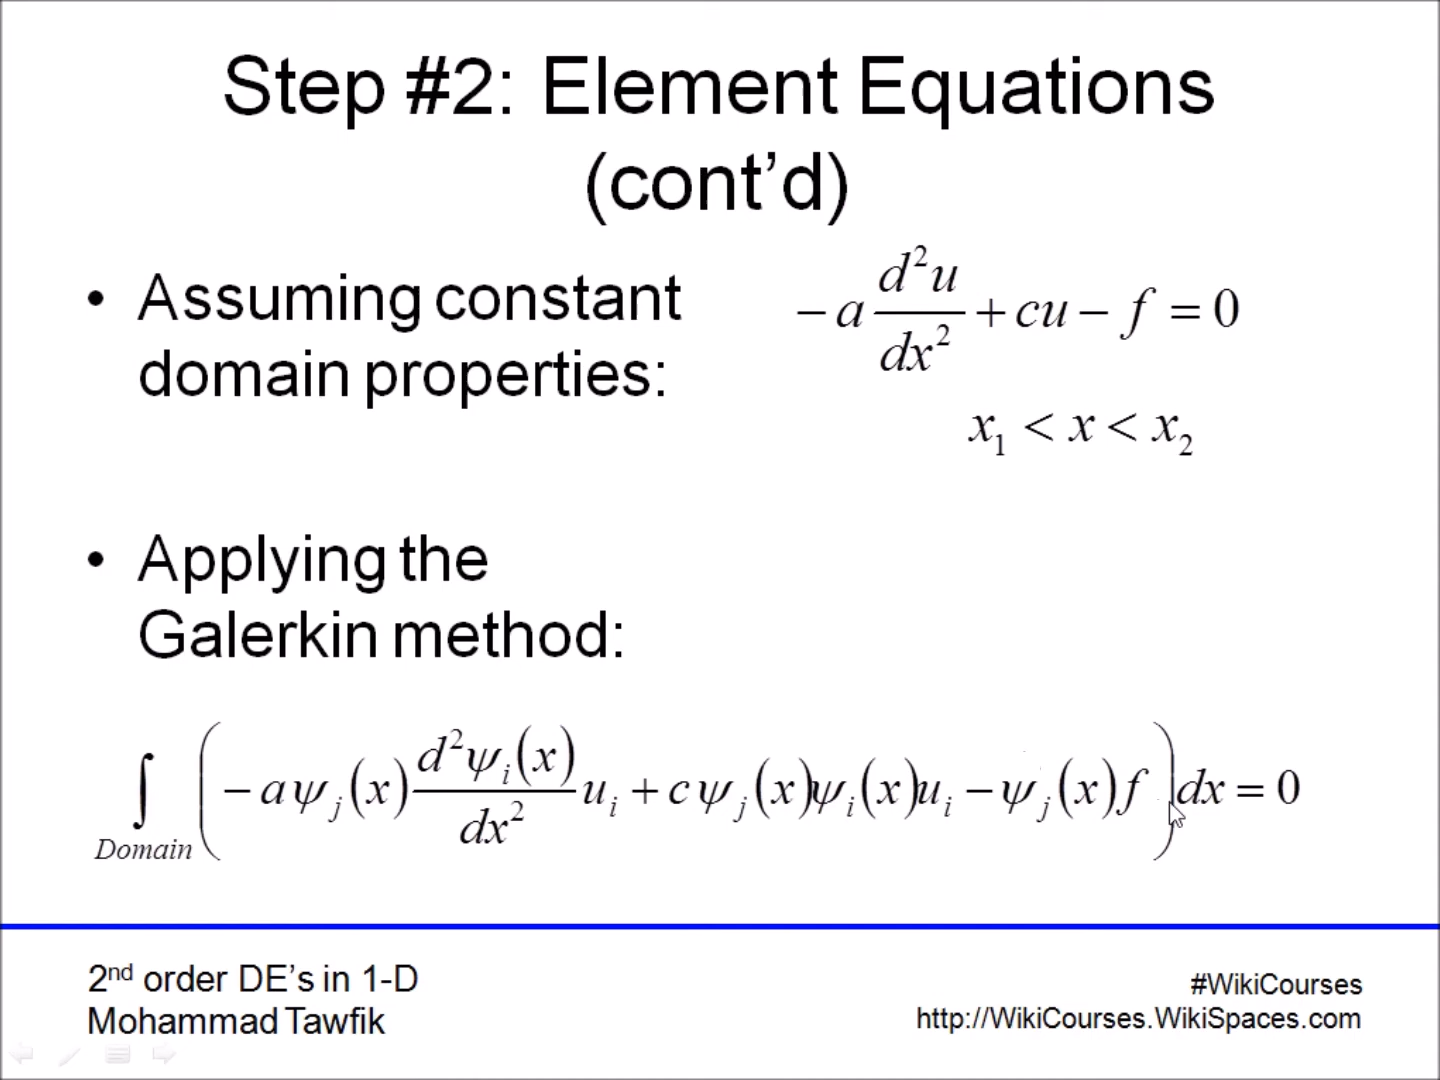 Step #2: Element Equations
(cont’d)
• Assuming constant
domain properties:
− a d²u/dx² + cu − f = 0
x₁ < x < x₂
• Applying the
Galerkin method:
∫_Domain ( − aψ_j(x) d²ψ_i(x)/dx² u_i + cψ_j(x)ψ_i(x)u_i − ψ_j(x) f ) dx = 0
2nd order DE’s in 1-D
Mohammad Tawfik
#WikiCourses
http://WikiCourses.WikiSpaces.com